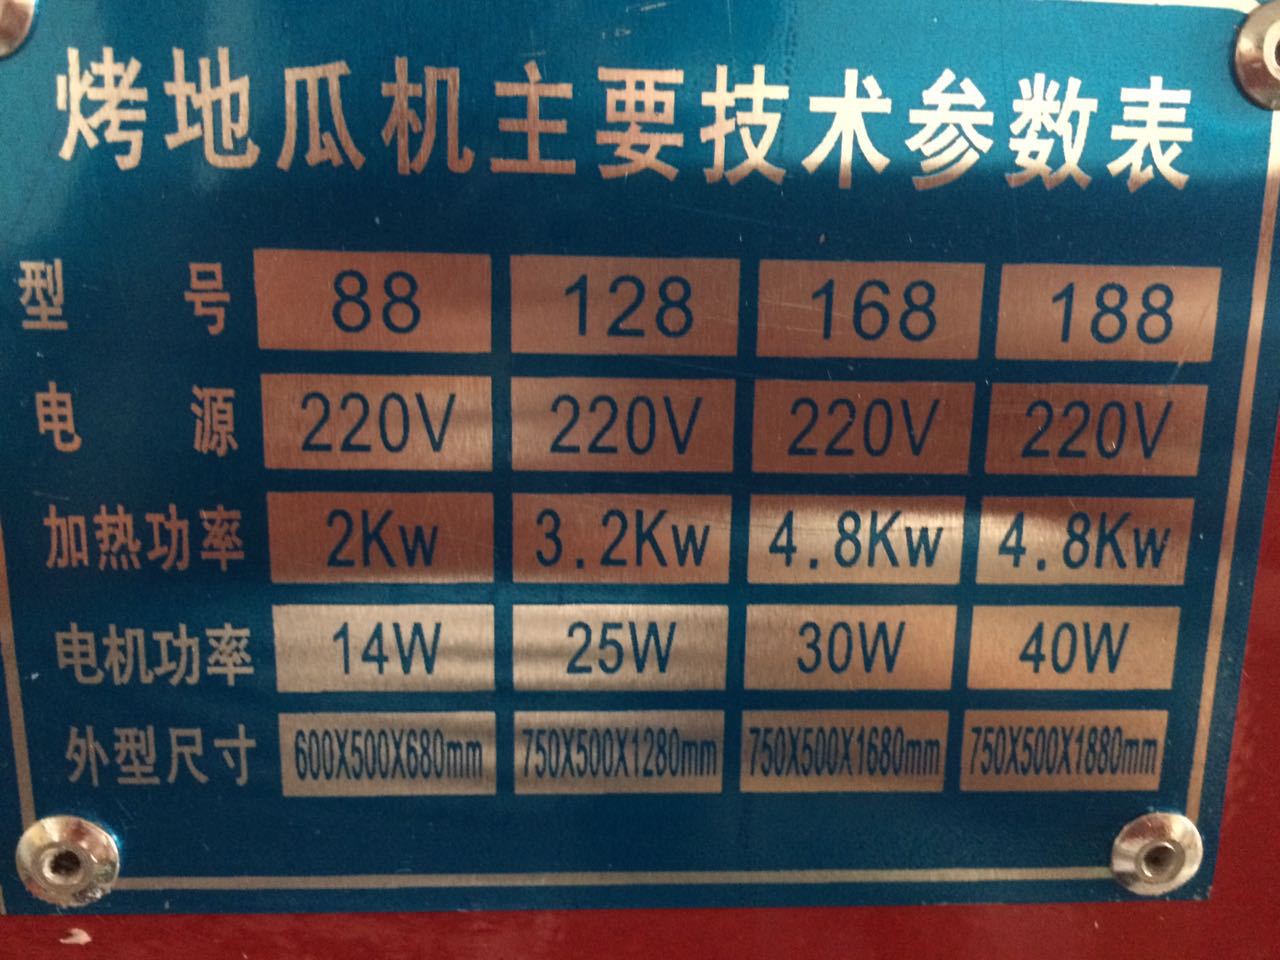 烤地瓜机主要技术参数表
型 号 88 128 168 188
电 源 220V 220V 220V 220V
加热功率 2Kw 3.2Kw 4.8Kw 4.8Kw
电机功率 14W 25W 30W 40W
外型尺寸 600X500X680mm 750X500X1280mm 750X500X1680mm 750X500X1880mm